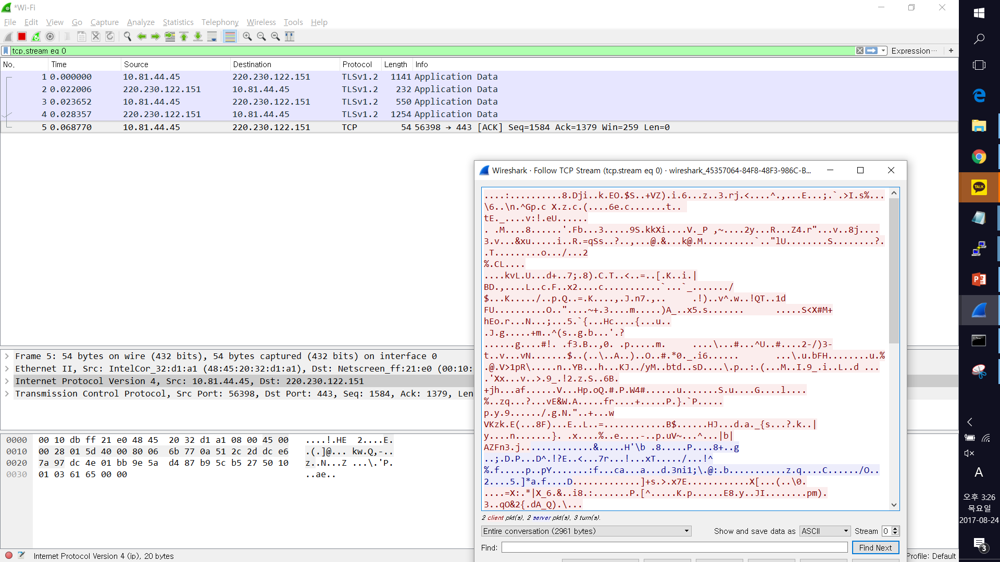 *Wi-Fi
File Edit View Go Capture Analyze Statistics Telephony Wireless Tools Help
tcp.stream eq 0
Expression…
+
No. Time Source Destination Protocol Length Info
1 0.000000 10.81.44.45 220.230.122.151 TLSv1.2 1141 Application Data
2 0.022006 220.230.122.151 10.81.44.45 TLSv1.2 232 Application Data
3 0.023652 10.81.44.45 220.230.122.151 TLSv1.2 550 Application Data
4 0.028357 220.230.122.151 10.81.44.45 TLSv1.2 1254 Application Data
5 0.068770 10.81.44.45 220.230.122.151 TCP 54 56398 → 443 [ACK] Seq=1584 Ack=1379 Win=259 Len=0
Frame 5: 54 bytes on wire (432 bits), 54 bytes captured (432 bits) on interface 0
Ethernet II, Src: IntelCor_32:d1:a1 (48:45:20:32:d1:a1), Dst: Netscreen_ff:21:e0 (00:10:
Internet Protocol Version 4, Src: 10.81.44.45, Dst: 220.230.122.151
Transmission Control Protocol, Src Port: 56398, Dst Port: 443, Seq: 1584, Ack: 1379, Len
0000 00 10 db ff 21 e0 48 45 20 32 d1 a1 08 00 45 00 ....!.HE 2....E.
0010 00 28 01 5d 40 00 80 06 6b 77 0a 51 2c 2d dc e6 .(.]@... kw.Q,-..
0020 7a 97 dc 4e 01 bb 9e 5a d4 87 b9 5c b5 27 50 10 z..N...Z ...\.'P.
0030 01 03 61 65 00 00 ..ae..
Internet Protocol Version 4 (ip), 20 bytes
Profile: Default
Wireshark · Follow TCP Stream (tcp.stream eq 0) · wireshark_45357064-84F8-48F3-986C-B...
....:..........8.Dji..k.EO.$S..+VZ).i.6...z..3.rj.<....^.,...E...;.`.>I.s%...
\6..\n.^Gp.c X.z.c.(....6e.c.......t..
tE._....v:!.eU......
. .M....8......'.Fb...3.....9S.kkXi....V._P ,~....2y...R...Z4.r"...v..8j....
3.v...&xu.....i..R.=qSs..?..,...@.&...k@.M..........`.."lU........S........?.
.T.........o.../...2
%.CL....
....kvL.U...d+..7;.8).C.T..<..=..[.K..i.|
BD.,....L..c.F..x2....c...........`...`_......./
$...K...../..p.Q..=.K....,.J.n7.,.. .!)..v^.w..!QT..1d
FU..........O.."....~+.3....m.....)A_..x5.s....... .....S<X#M+
hEo.r...N...;...5.`{...Hc....{...u..
.J.g.....+m..^(s..g.b...'.?
......g....#!. .f3.B..,0. .p.....m. ....\...#...^U..#....2-/)3-
t..v...vN.......$..(..\..A..)..O..#.*0._.i6...... ...\.u.bFH........u.%
.@.V>1pR\.....n..YB...h...KJ../yM..btd..sD....\.p..:.(...M..I.9_.i..L..d ...
.'Xx...v..>.9_.!2.z.S..6B.
+jh...af......V...Hp.oQ.#.P.W4#......u.......S.u....G....l....
%..zq...?...vE&W.A.....fr....+.....P.}.`P.....
p.y.9....../.g.N."..+...w
VKzk.E(...8F)...E..L..=............B$......HJ...d.a._{s...?.k..|
y....n.......}. .x....%..e....-..p.uV~...^...|b|
AZFn3.j..............&.....H'\b .8.....P....8+..g
..;.D.P...D^.!?E..<...7r...!...xT...../...!^
%.f.....p..pY.......:f...ca...a...d.3ni1;\.@:.b...........z.q....C....../O..
2....5.]*a.f....D.............]+s.>.x7E............X[...(..\0.
....=X:.*|X_6.&..i8.:.......P.[^.....K.p......E8.y..JI........pm).
3..qO&2{.dA_Q).\...
2 client pkt(s), 2 server pkt(s), 3 turn(s).
Entire conversation (2961 bytes)
Show and save data as ASCII Stream 0
Find: Find Next
TALK
A
오후 3:26
목요일
2017-08-24
3